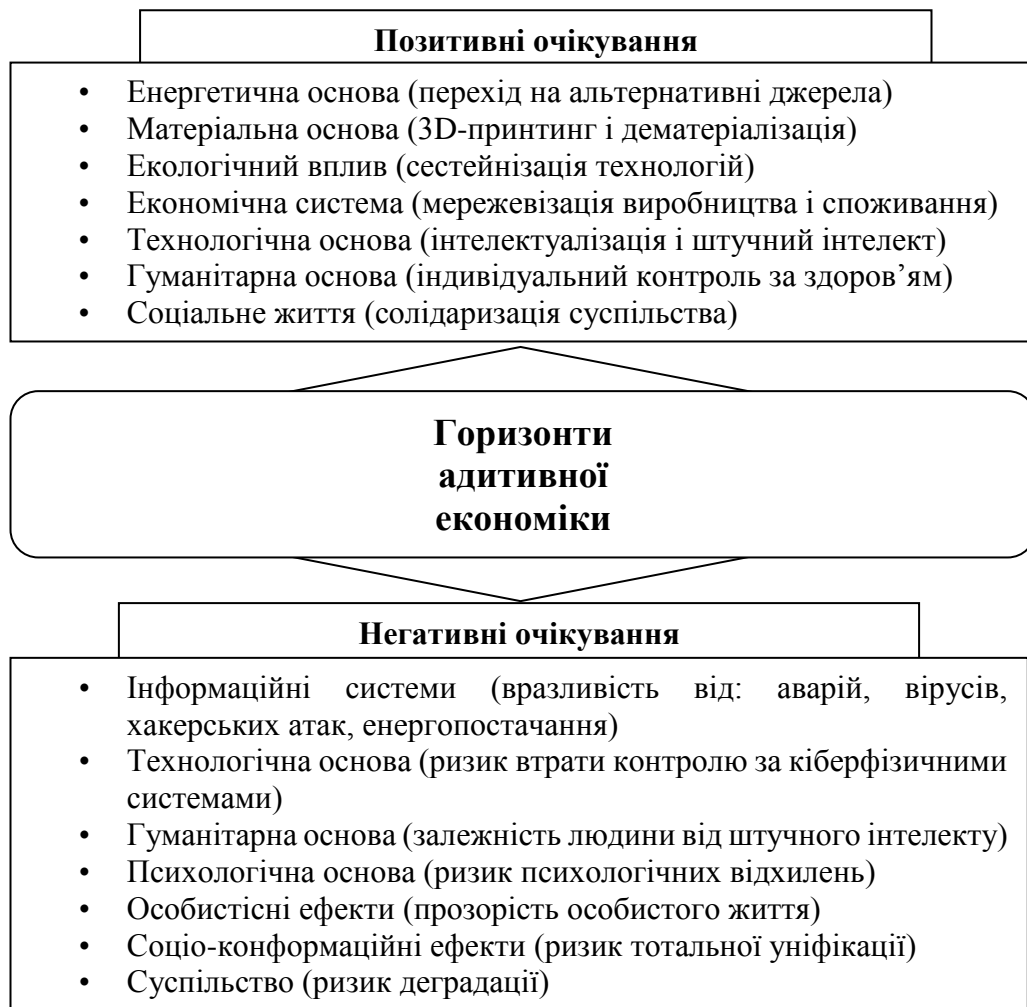 Позитивні очікування
• Енергетична основа (перехід на альтернативні джерела)
• Матеріальна основа (3D-принтинг і дематеріалізація)
• Екологічний вплив (сестейнізація технологій)
• Економічна система (мережевізація виробництва і споживання)
• Технологічна основа (інтелектуалізація і штучний інтелект)
• Гуманітарна основа (індивідуальний контроль за здоров’ям)
• Соціальне життя (солідаризація суспільства)
Горизонти
адитивної
економіки
Негативні очікування
• Інформаційні системи (вразливість від: аварій, вірусів,
хакерських атак, енергопостачання)
• Технологічна основа (ризик втрати контролю за кіберфізичними
системами)
• Гуманітарна основа (залежність людини від штучного інтелекту)
• Психологічна основа (ризик психологічних відхилень)
• Особистісні ефекти (прозорість особистого життя)
• Соціо-конформаційні ефекти (ризик тотальної уніфікації)
• Суспільство (ризик деградації)